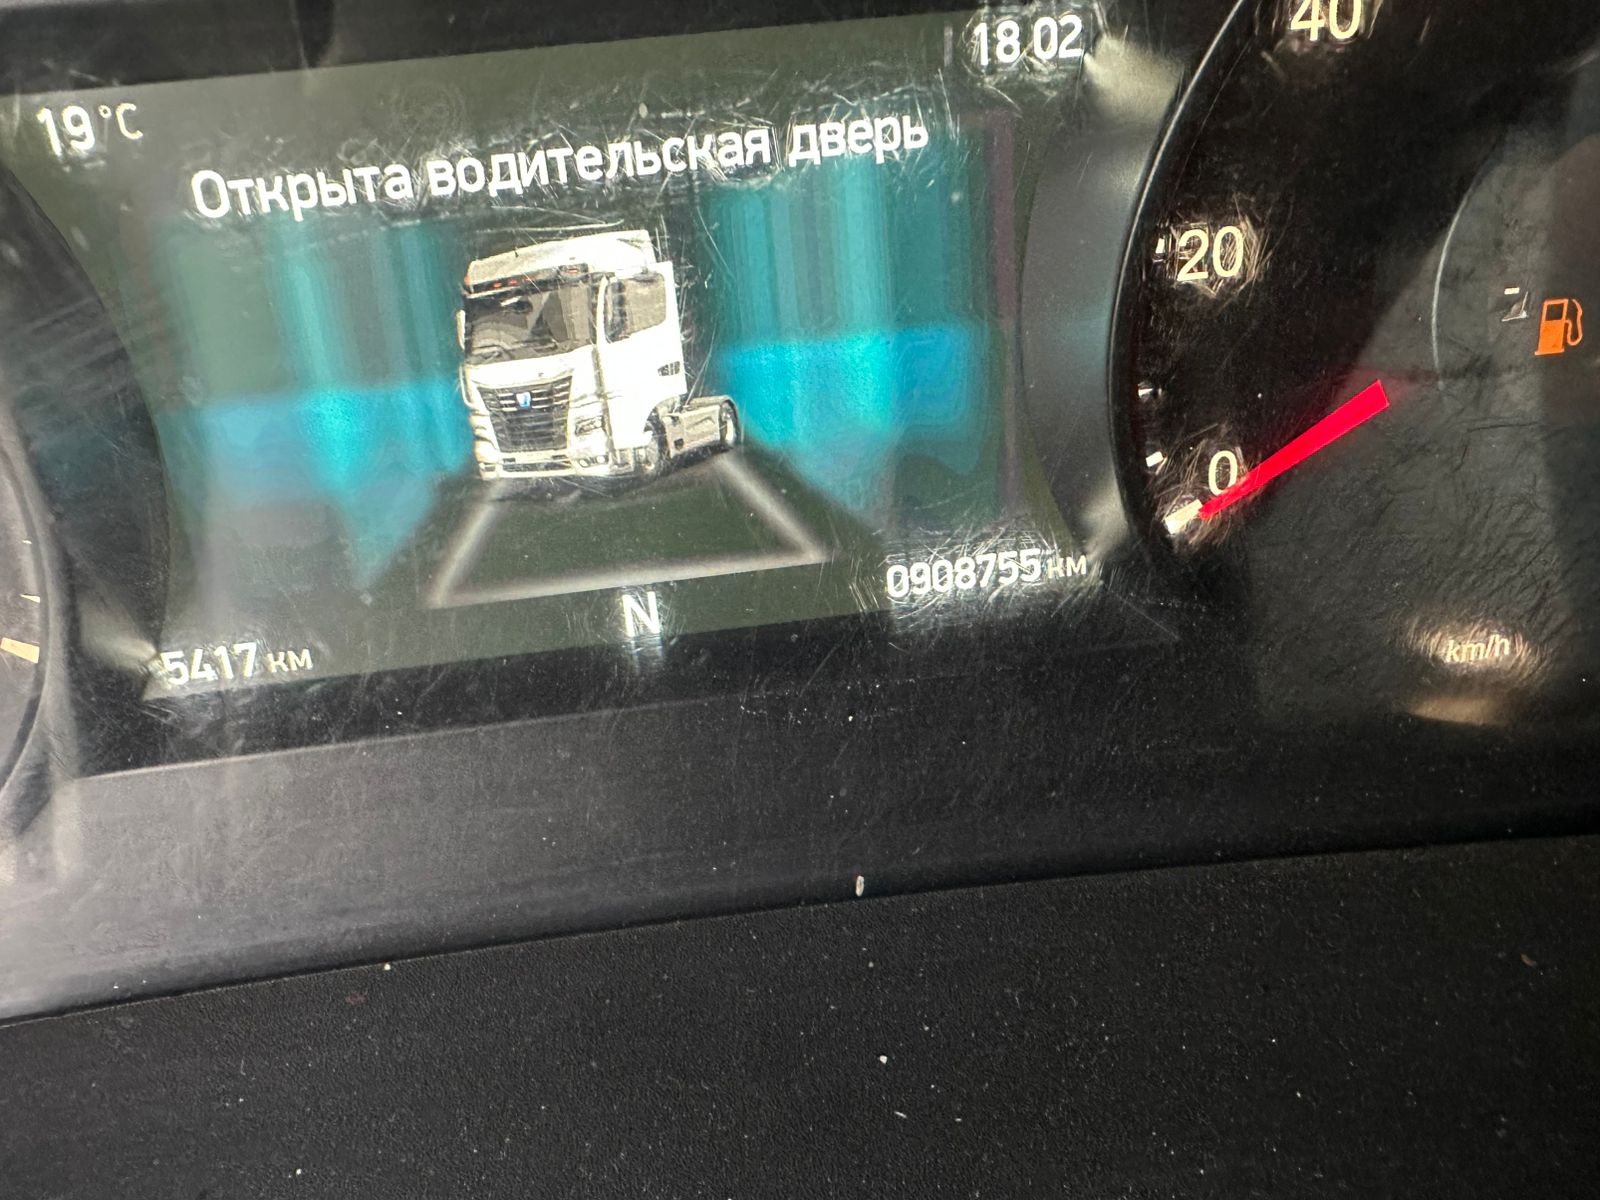 40
18 02
19 °C
Открыта водительская дверь
20
0
0908755 км
N
5417 км
km/h